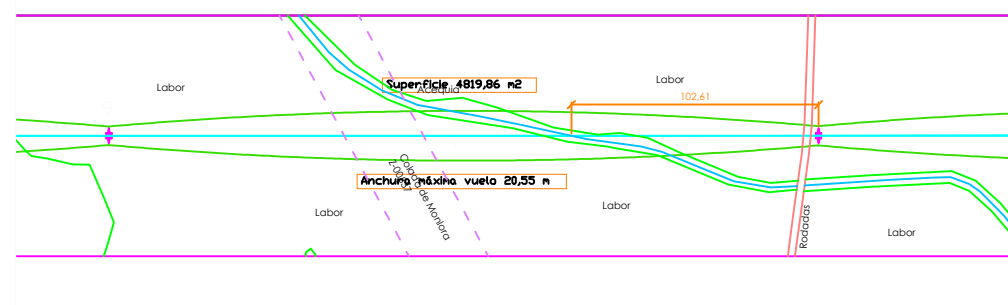 Labor
Superficie 4819,86 m2
Acequia
Labor
102,61
Colada de Monlora
Anchura máxima vuelo 20,55 m
Labor
Labor
Rodadas
Labor